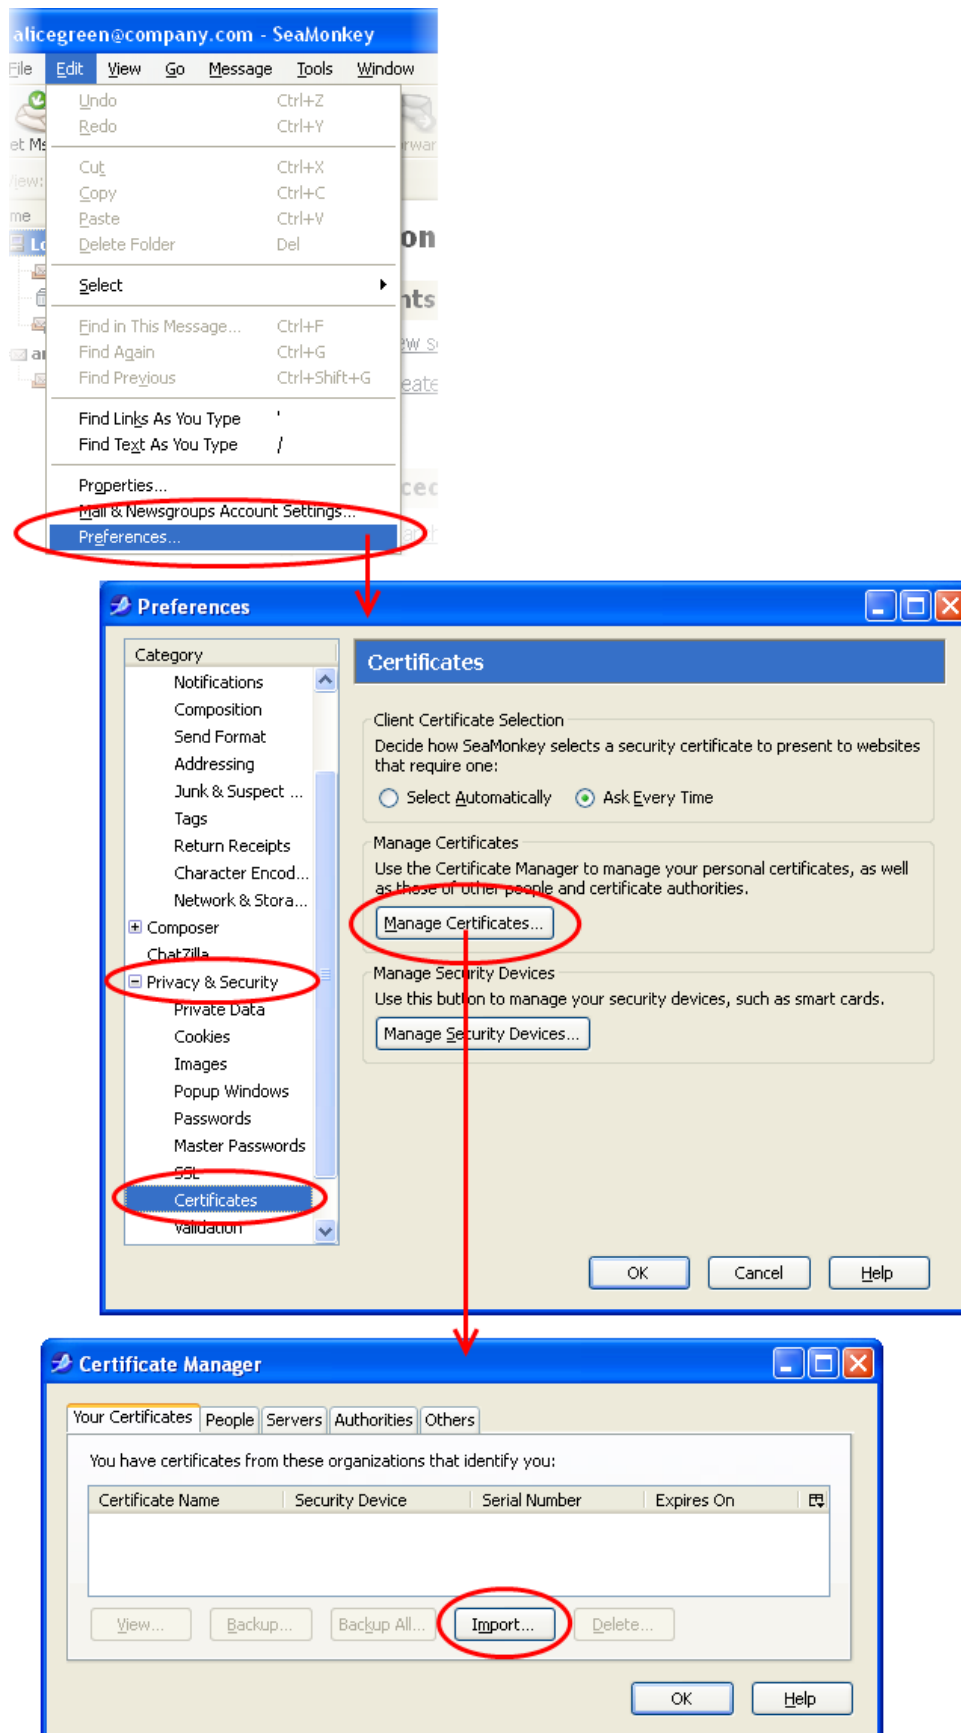 alicegreen@company.com - SeaMonkey
File Edit View Go Message Tools Window
Undo Ctrl+Z
Redo Ctrl+Y
Cut Ctrl+X
Copy Ctrl+C
Paste Ctrl+V
Delete Folder Del
Select
Find in This Message... Ctrl+F
Find Again Ctrl+G
Find Previous Ctrl+Shift+G
Find Links As You Type '
Find Text As You Type /
Properties...
Mail & Newsgroups Account Settings...
Preferences...
Preferences
Category
Notifications
Composition
Send Format
Addressing
Junk & Suspect ...
Tags
Return Receipts
Character Encod...
Network & Stora...
Composer
ChatZilla
Privacy & Security
Private Data
Cookies
Images
Popup Windows
Passwords
Master Passwords
SSL
Certificates
Validation
Certificates
Client Certificate Selection
Decide how SeaMonkey selects a security certificate to present to websites
that require one:
Select Automatically Ask Every Time
Manage Certificates
Use the Certificate Manager to manage your personal certificates, as well
as those of other people and certificate authorities.
Manage Certificates...
Manage Security Devices
Use this button to manage your security devices, such as smart cards.
Manage Security Devices...
OK Cancel Help
Certificate Manager
Your Certificates People Servers Authorities Others
You have certificates from these organizations that identify you:
Certificate Name Security Device Serial Number Expires On
View... Backup... Backup All... Import... Delete...
OK Help